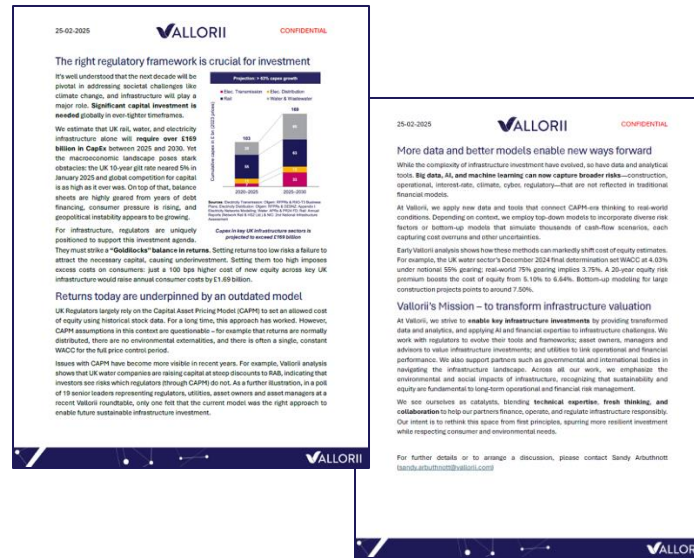 25-02-2025
VALLORII
CONFIDENTIAL
The right regulatory framework is crucial for investment
It's well understood that the next decade will be
pivotal in addressing societal challenges like
climate change, and infrastructure will play a
major role. Significant capital investment is
needed globally in ever-tighter timeframes.
We estimate that UK rail, water, and electricity
infrastructure alone will require over £169
billion in CapEx between 2025 and 2030. Yet
the macroeconomic landscape poses stark
obstacles: the UK 10-year gilt rate neared 5% in
January 2025 and global competition for capital
is as high as it ever was. On top of that, balance
sheets are highly geared from years of debt
financing, consumer pressure is rising, and
geopolitical instability appears to be growing.
For infrastructure, regulators are uniquely
positioned to support this investment agenda.
They must strike a "Goldilocks" balance in returns. Setting returns too low risks a failure to
attract the necessary capital, causing underinvestment. Setting them too high imposes
excess costs on consumers: just a 100 bps higher cost of new equity across key UK
infrastructure would raise annual consumer costs by £1.69 billion.
Projection: > 63% capex growth
Elec. Transmission
Elec. Distribution
Rail
Water & Wastewater
Cumulative capex in £ bn (2023 prices)
103
168
2020–2025
2025–2030
Capex in key UK infrastructure sectors is
projected to exceed £169 billion
Returns today are underpinned by an outdated model
UK Regulators largely rely on the Capital Asset Pricing Model (CAPM) to set an allowed cost
of equity using historical stock data. For a long time, this approach has worked. However,
CAPM assumptions in this context are questionable – for example that returns are normally
distributed, there are no environmental externalities, and there is often a single, constant
WACC for the full price control period.
Issues with CAPM have become more visible in recent years. For example, Vallorii analysis
shows that UK water companies are raising capital at steep discounts to RAB, indicating that
investors see risks which regulators (through CAPM) do not. As a further illustration, in a poll
of 19 senior leaders representing regulators, utilities, asset owners and asset managers at a
recent Vallorii roundtable, only one felt that the current model was the right approach to
enable future sustainable infrastructure investment.
VALLORII
25-02-2025
VALLORII
CONFIDENTIAL
More data and better models enable new ways forward
While the complexity of infrastructure investment have evolved, so have data and analytical
tools. Big data, AI, and machine learning can now capture broader risks—construction,
operational, interest-rate, climate, cyber, regulatory—that are not reflected in traditional
financial models.
At Vallorii, we apply new data and tools that connect CAPM-era thinking to real-world
conditions. Depending on context, we employ top-down models to incorporate diverse risk
factors or bottom-up models that simulate thousands of cash-flow scenarios, each
capturing cost overruns and other uncertainties.
Early Vallorii analysis shows how these methods can markedly shift cost of equity estimates.
For example, the UK water sector's December 2024 final determination set WACC at 4.03%
under notional 55% gearing; real-world 75% gearing implies 3.75%. A 20-year equity risk
premium boosts the cost of equity from 5.10% to 6.64%. Bottom-up modeling for large
construction projects points to around 7.50%.
Vallorii's Mission – to transform infrastructure valuation
At Vallorii, we strive to enable key infrastructure investments by providing transformed
data and analytics, and applying AI and financial expertise to infrastructure challenges. We
work with regulators to evolve their tools and frameworks; asset owners, managers and
advisors to value infrastructure investments; and utilities to link operational and financial
performance. We also support partners such as governmental and international bodies in
navigating the infrastructure landscape. Across all our work, we emphasize the
environmental and social impacts of infrastructure, recognizing that sustainability and
equity are fundamental to long-term operational and financial risk management.
We see ourselves as catalysts, blending technical expertise, fresh thinking, and
collaboration to help our partners finance, operate, and regulate infrastructure responsibly.
Our intent is to rethink this space from first principles, spurring more resilient investment
while respecting consumer and environmental needs.
For further details or to arrange a discussion, please contact Sandy Arbuthnott
(sandy.arbuthnott@vallorii.com)
VALLORII